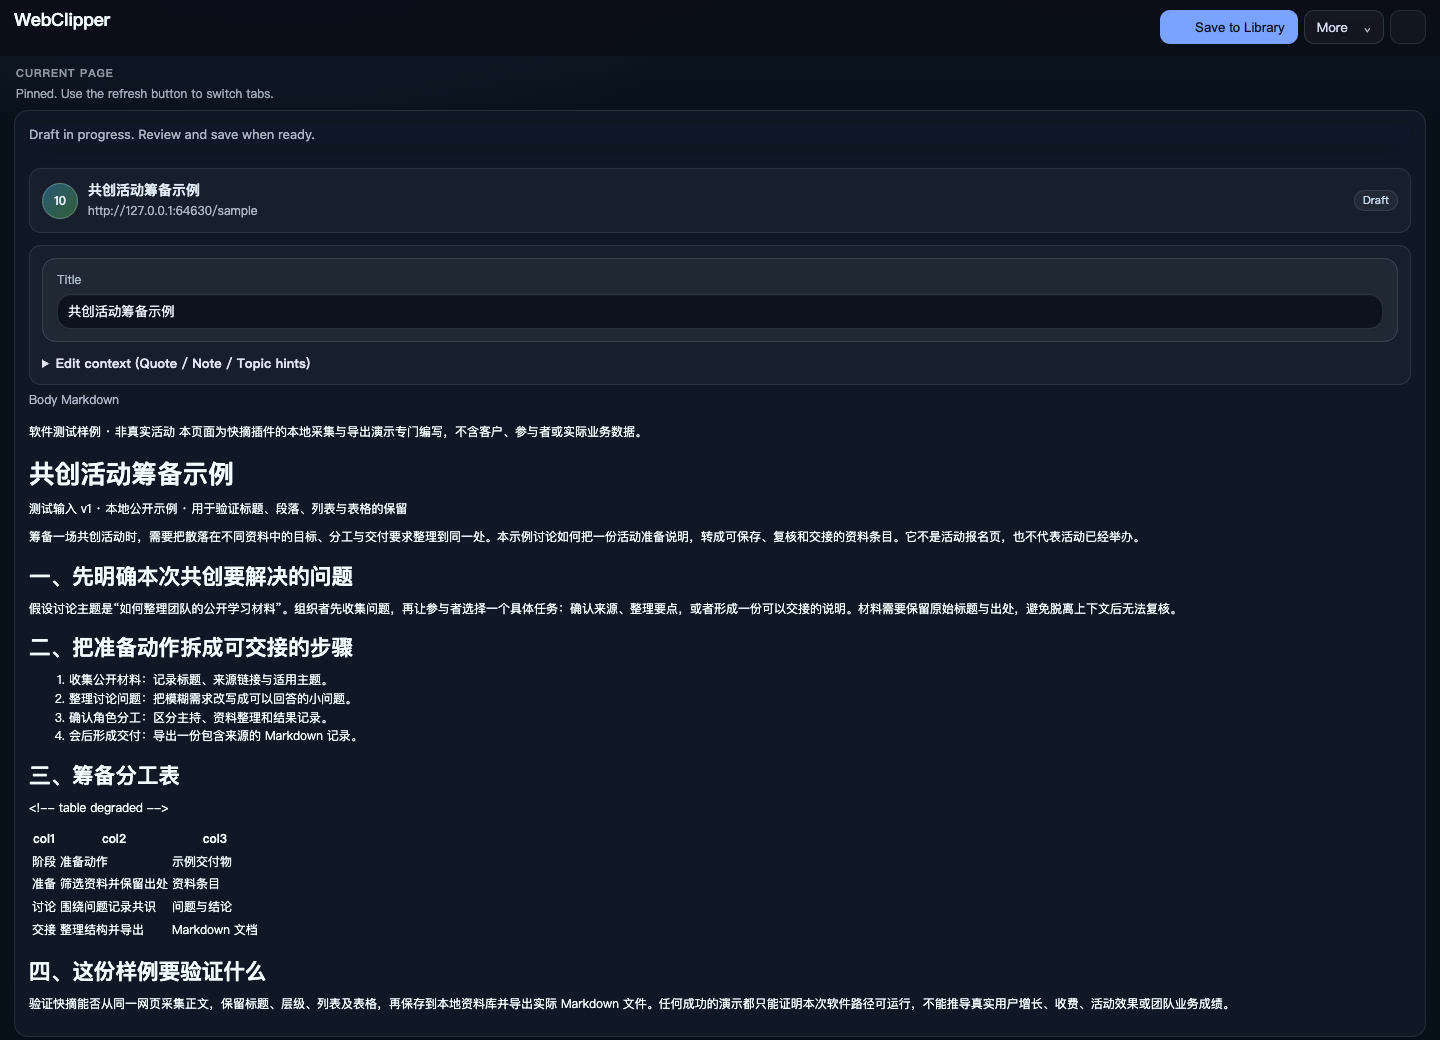 WebClipper
Save to Library
More
CURRENT PAGE
Pinned. Use the refresh button to switch tabs.
Draft in progress. Review and save when ready.
10
共创活动筹备示例
http://127.0.0.1:64630/sample
Draft
Title
共创活动筹备示例
Edit context (Quote / Note / Topic hints)
Body Markdown
软件测试样例 · 非真实活动 本页面为快摘插件的本地采集与导出演示专门编写，不含客户、参与者或实际业务数据。
共创活动筹备示例
测试输入 v1 · 本地公开示例 · 用于验证标题、段落、列表与表格的保留
筹备一场共创活动时，需要把散落在不同资料中的目标、分工与交付要求整理到同一处。本示例讨论如何把一份活动准备说明，转成可保存、复核和交接的资料条目。它不是活动报名页，也不代表活动已经举办。
一、先明确本次共创要解决的问题
假设讨论主题是“如何整理团队的公开学习材料”。组织者先收集问题，再让参与者选择一个具体任务：确认来源、整理要点，或者形成一份可以交接的说明。材料需要保留原始标题与出处，避免脱离上下文后无法复核。
二、把准备动作拆成可交接的步骤
1. 收集公开材料：记录标题、来源链接与适用主题。
2. 整理讨论问题：把模糊需求改写成可以回答的小问题。
3. 确认角色分工：区分主持、资料整理和结果记录。
4. 会后形成交付：导出一份包含来源的 Markdown 记录。
三、筹备分工表
<!-- table degraded -->
col1 col2 col3
阶段 准备动作 示例交付物
准备 筛选资料并保留出处 资料条目
讨论 围绕问题记录共识 问题与结论
交接 整理结构并导出 Markdown 文档
四、这份样例要验证什么
验证快摘能否从同一网页采集正文，保留标题、层级、列表及表格，再保存到本地资料库并导出实际 Markdown 文件。任何成功的演示都只能证明本次软件路径可运行，不能推导真实用户增长、收费、活动效果或团队业务成绩。